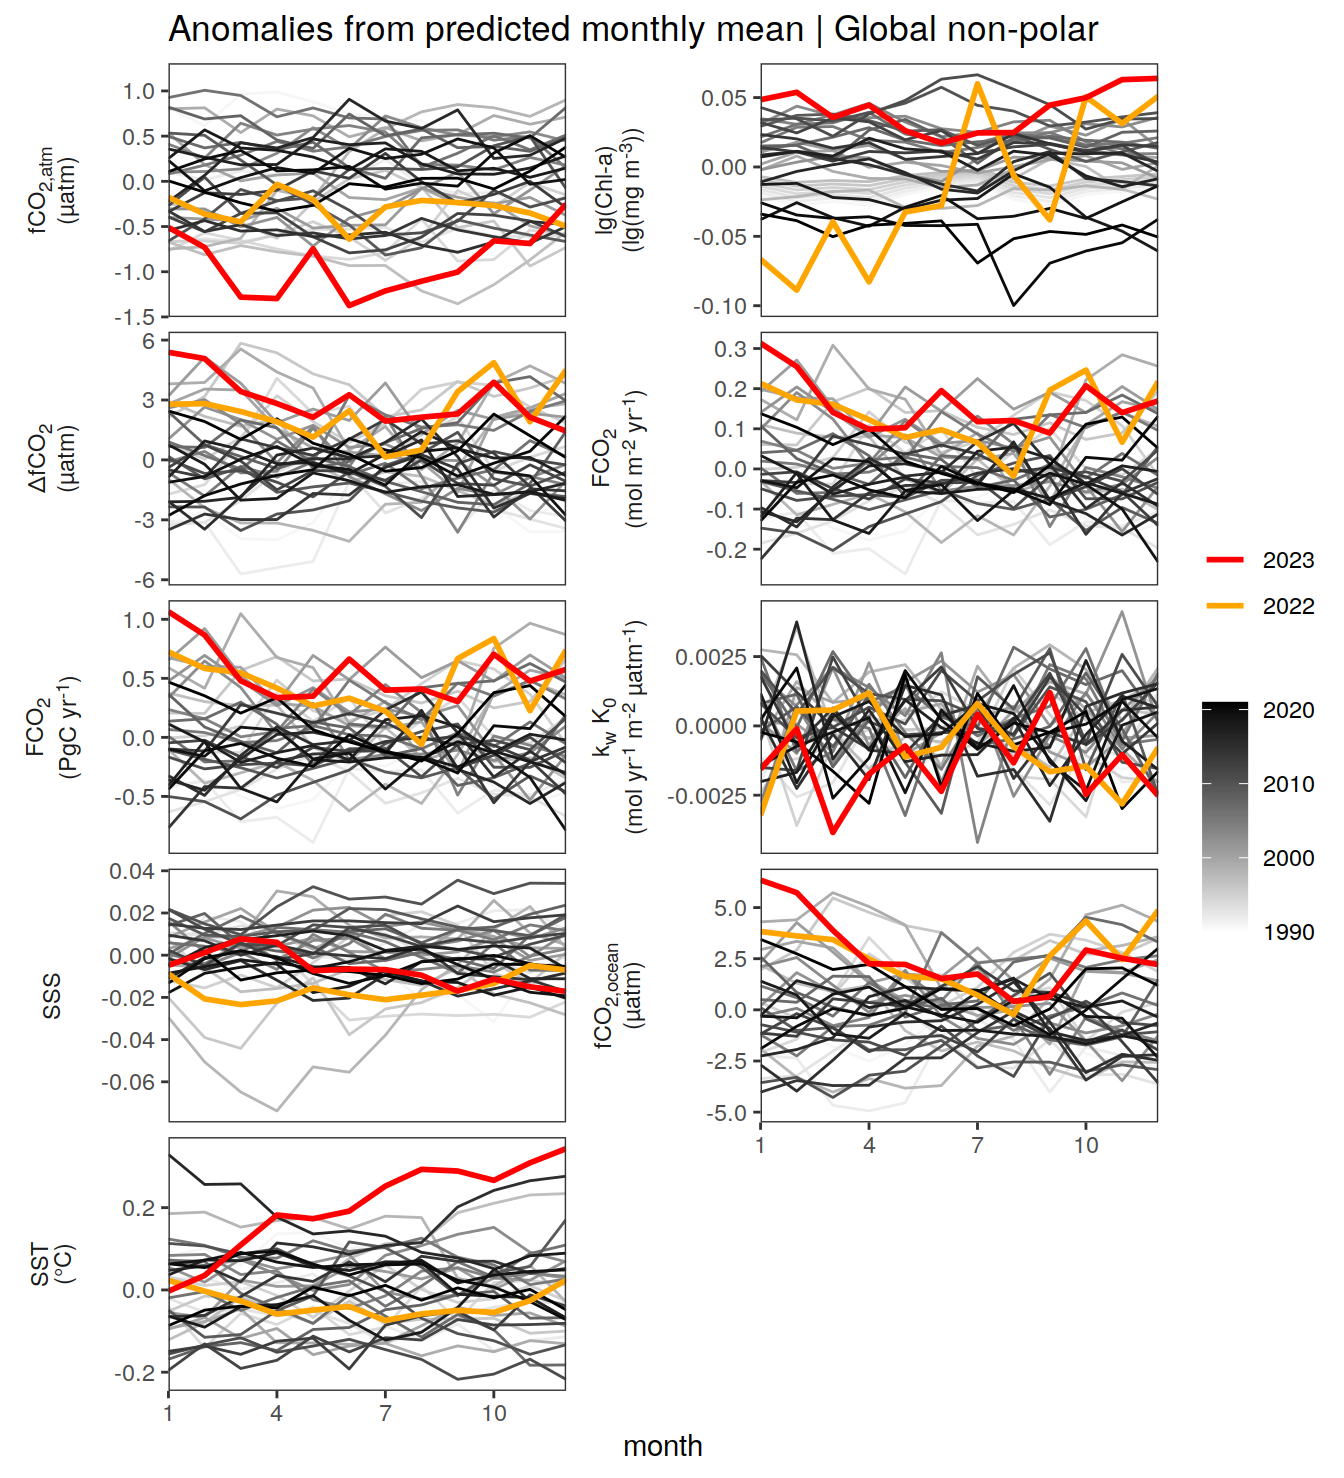 Anomalies from predicted monthly mean | Global non-polar
fCO2,atm
(µatm)
1.0
0.5
0.0
-0.5
-1.0
-1.5
lg(Chl-a)
(lg(mg m-3))
0.05
0.00
-0.05
-0.10
ΔfCO2
(µatm)
6
3
0
-3
-6
FCO2
(mol m-2 yr-1)
0.3
0.2
0.1
0.0
-0.1
-0.2
FCO2
(PgC yr-1)
1.0
0.5
0.0
-0.5
kw K0
(mol yr-1 m-2 µatm-1)
0.0025
0.0000
-0.0025
SSS
0.04
0.02
0.00
-0.02
-0.04
-0.06
fCO2,ocean
(µatm)
5.0
2.5
0.0
-2.5
-5.0
1 4 7 10
SST
(°C)
0.2
0.0
-0.2
1 4 7 10
month
2023
2022
2020
2010
2000
1990